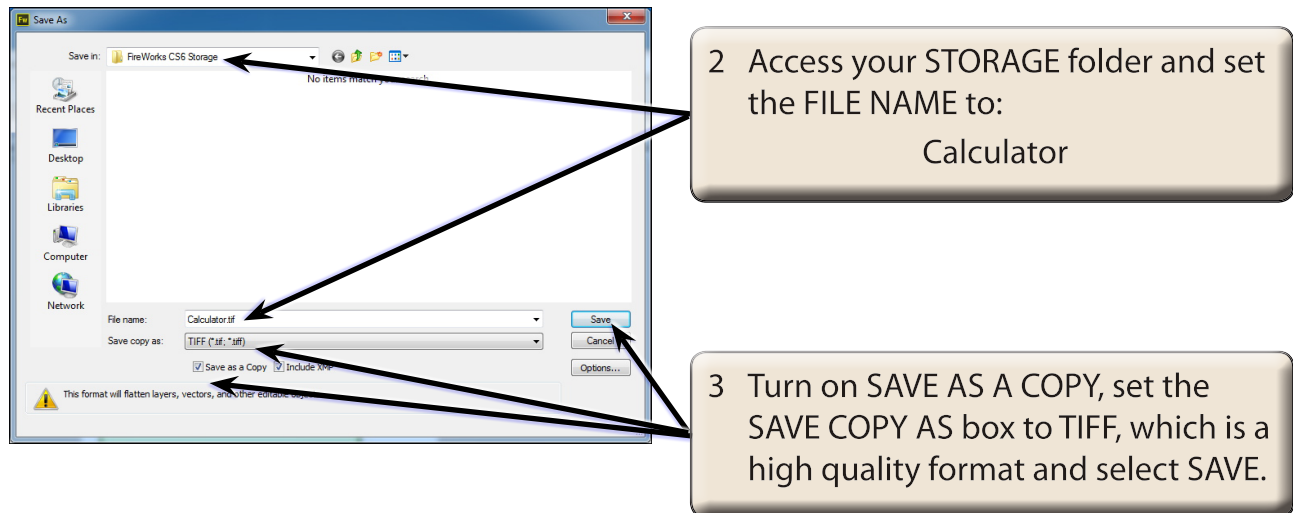 Fw Save As
Save in: FireWorks CS6 Storage
No items match your search.
Recent Places
Desktop
Libraries
Computer
Network
File name: Calculator.tif Save
Save copy as: TIFF (*.tif; *.tiff) Cancel
Save as a Copy Include XMP Options...
This format will flatten layers, vectors, and other editable
2 Access your STORAGE folder and set
the FILE NAME to:
Calculator
3 Turn on SAVE AS A COPY, set the
SAVE COPY AS box to TIFF, which is a
high quality format and select SAVE.